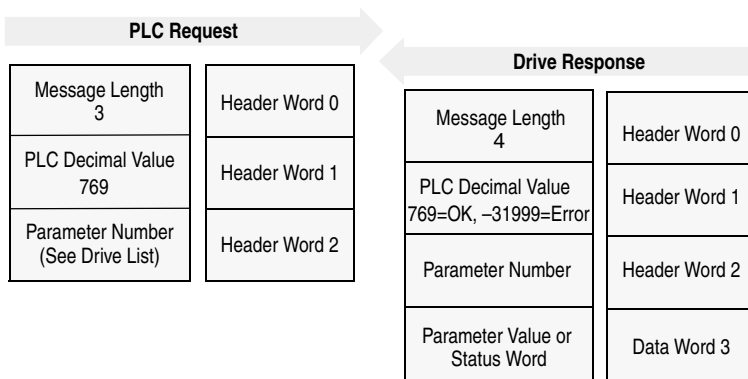 PLC Request
Message Length
3
Header Word 0
PLC Decimal Value
769
Header Word 1
Parameter Number
(See Drive List)
Header Word 2
Drive Response
Message Length
4
Header Word 0
PLC Decimal Value
769=OK, –31999=Error
Header Word 1
Parameter Number
Header Word 2
Parameter Value or
Status Word
Data Word 3